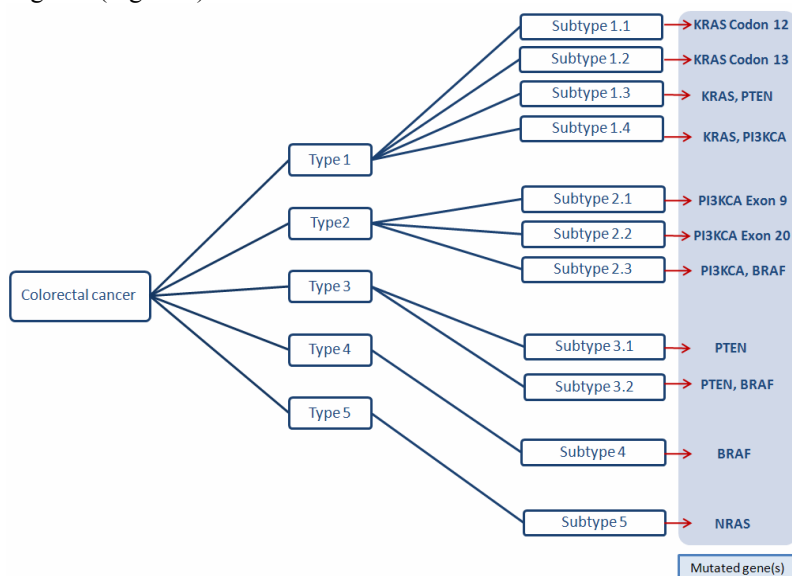 Subtype 1.1
KRAS Codon 12
Subtype 1.2
KRAS Codon 13
Subtype 1.3
KRAS, PTEN
Subtype 1.4
KRAS, PI3KCA
Type 1
Subtype 2.1
PI3KCA Exon 9
Type2
Subtype 2.2
PI3KCA Exon 20
Subtype 2.3
PI3KCA, BRAF
Colorectal cancer
Type 3
Subtype 3.1
PTEN
Type 4
Subtype 3.2
PTEN, BRAF
Type 5
Subtype 4
BRAF
Subtype 5
NRAS
Mutated gene(s)